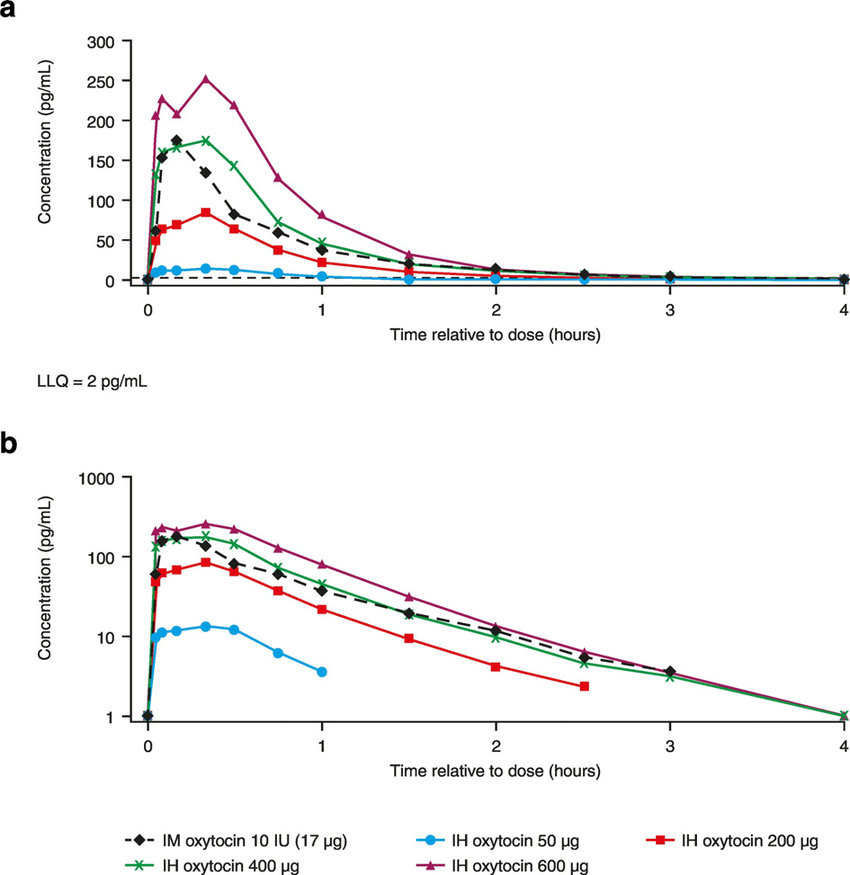 a
300
250
200
150
100
50
0
Concentration (pg/mL)
0 1 2 3 4
Time relative to dose (hours)
LLQ = 2 pg/mL
b
1000
100
10
1
Concentration (pg/mL)
0 1 2 3 4
Time relative to dose (hours)
IM oxytocin 10 IU (17 µg) IH oxytocin 50 µg IH oxytocin 200 µg
IH oxytocin 400 µg IH oxytocin 600 µg